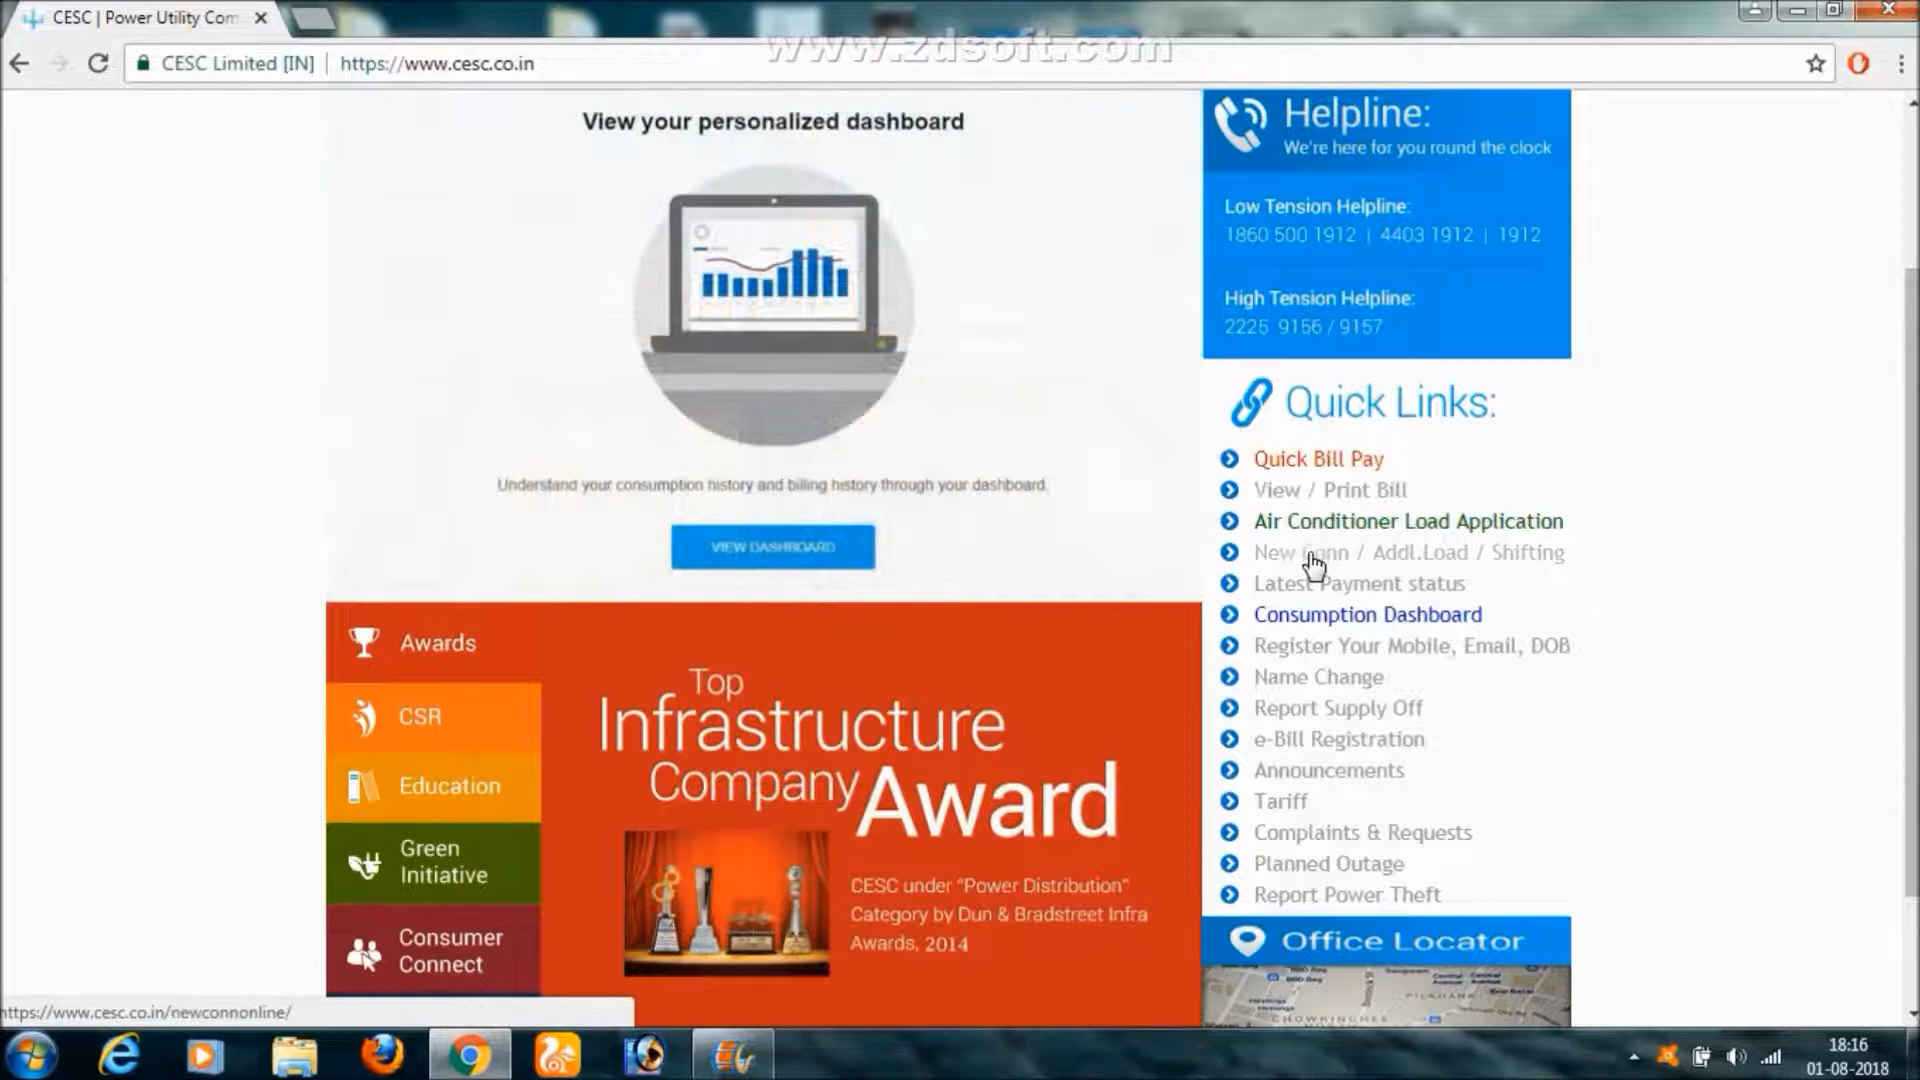 CESC | Power Utility Com
www.zdsoft.com
CESC Limited [IN]
https://www.cesc.co.in
View your personalized dashboard
Understand your consumption history and billing history through your dashboard.
VIEW DASHBOARD
Awards
CSR
Education
Green
Initiative
Consumer
Connect
Top
Infrastructure
Company Award
CESC under "Power Distribution"
Category by Dun & Bradstreet Infra
Awards, 2014
Helpline:
We're here for you round the clock
Low Tension Helpline:
1860 500 1912 | 4403 1912 | 1912
High Tension Helpline:
2225 9156 / 9157
Quick Links:
Quick Bill Pay
View / Print Bill
Air Conditioner Load Application
New Conn / Addl.Load / Shifting
Latest Payment status
Consumption Dashboard
Register Your Mobile, Email, DOB
Name Change
Report Supply Off
e-Bill Registration
Announcements
Tariff
Complaints & Requests
Planned Outage
Report Power Theft
Office Locator
CHOWRINGHEE
https://www.cesc.co.in/newconnonline/
18:16
01-08-2018